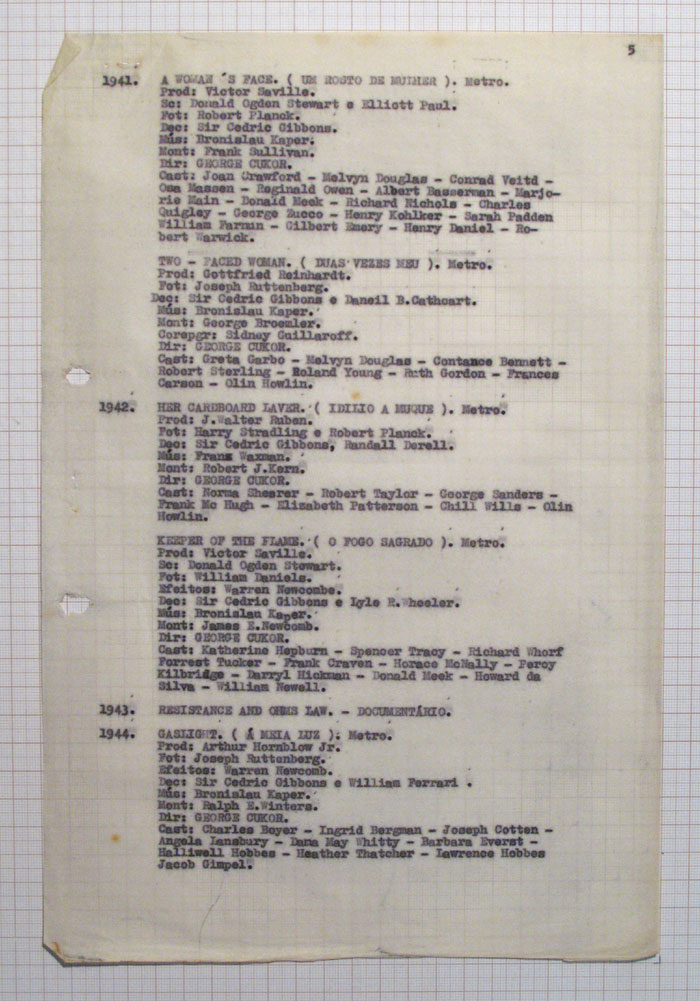 5
1941. A WOMAN´S FACE. ( UM ROSTO DE MULHER ). Metro.
Prod: Victor Saville.
Sc: Donald Ogden Stewart e Elliott Paul.
Fot: Robert Planck.
Dec: Sir Cedric Gibbons.
Mús: Bronislau Kaper.
Mont: Frank Sullivan.
Dir: GEORGE CUKOR.
Cast: Joan Crawford - Melvyn Douglas - Conrad Veitd -
Osa Massen - Reginald Owen - Albert Basserman - Marjo-
rie Main - Donald Meek - Richard Nichols - Charles
Quigley - George Zucco - Henry Kohlker - Sarah Padden
William Farnun - Gilbert Emery - Henry Daniel - Ro-
bert Warwick.
TWO - FACED WOMAN. ( DUAS VEZES MEU ). Metro.
Prod: Gottfried Reinhardt.
Fot: Joseph Ruttenberg.
Dec: Sir Cedric Gibbons e Daneil B.Cathcart.
Mús: Bronislau Kaper.
Mont: George Broemler.
Corepgr: Sidney Guillaroff.
Dir: GEORGE CUKOR.
Cast: Greta Garbo - Melvyn Douglas - Contance Bennett -
Robert Sterling - Roland Young - Ruth Gordon - Frances
Carson - Olin Howlin.
1942. HER CARDBOARD LAVER. ( IDILIO A MUQUE ). Metro.
Prod: J.Walter Ruben.
Fot: Harry Stradling e Robert Planck.
Dec: Sir Cedric Gibbons, Randall Derell.
Mús: Franz Waxman.
Mont: Robert J.Kern.
Dir: GEORGE CUKOR.
Cast: Norma Shearer - Robert Taylor - George Sanders -
Frank Mc Hugh - Elizabeth Patterson - Chill Wills - Olin
Howlin.
KEEPER OF THE FLAME. ( O FOGO SAGRADO ). Metro.
Prod: Victor Saville.
Sc: Donald Ogden Stewart.
Fot: William Daniels.
Efeitos: Warren Newcombe.
Dec: Sir Cedric Gibbons e Lyle R.Wheeler.
Mús: Bronislau Kaper.
Mont: James E.Newcomb.
Dir: GEORGE CUKOR.
Cast: Katherine Hepburn - Spencer Tracy - Richard Whorf
Forrest Tucker - Frank Craven - Horace McNally - Percy
Kilbridge - Darryl Hickman - Donald Meek - Howard da
Silva - William Newell.
1943. RESISTANCE AND OHMS LAW. - DOCUMENTÁRIO.
1944. GASLIGHT. ( Á MEIA LUZ ). Metro.
Prod: Arthur Hornblow Jr.
Fot: Joseph Ruttenberg.
Efeitos: Warren Newcomb.
Dec: Sir Cedric Gibbons e William Ferrari .
Mús: Bronislau Kaper.
Mont: Ralph E.Winters.
Dir: GEORGE CUKOR.
Cast: Charles Boyer - Ingrid Bergman - Joseph Cotten -
Angela Lansbury - Dama May Whitty - Barbara Everst -
Halliwell Hobbes - Heather Thatcher - Lawrence Hobbes
Jacob Gimpel.